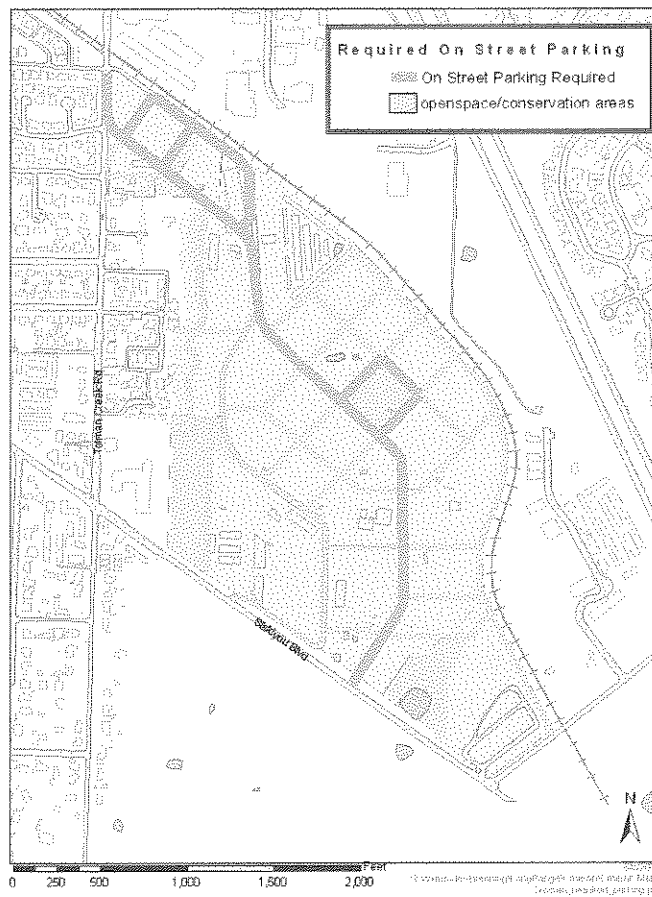 Required On Street Parking
On Street Parking Required
openspace/conservation areas
Tolman Creek Rd
Siskiyou Blvd
N
Feet
0 250 500 1,000 1,500 2,000